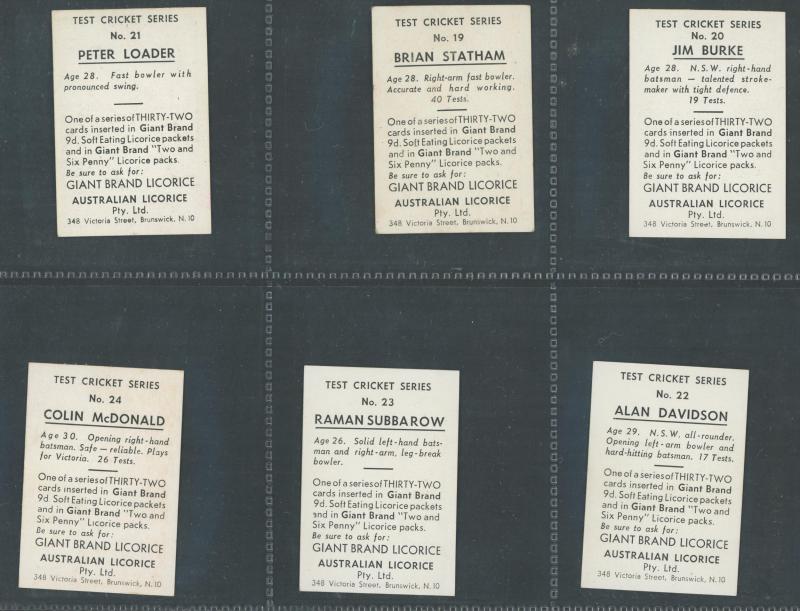 TEST CRICKET SERIES
No. 21
PETER LOADER
Age 28. Fast bowler with
pronounced swing.
One of a series of THIRTY-TWO
cards inserted in Giant Brand
9d. Soft Eating Licorice packets
and in Giant Brand "Two and
Six Penny" Licorice packs.
Be sure to ask for:
GIANT BRAND LICORICE
AUSTRALIAN LICORICE
Pty. Ltd.
348 Victoria Street, Brunswick, N.10
TEST CRICKET SERIES
No. 19
BRIAN STATHAM
Age 28. Right-arm fast bowler.
Accurate and hard working.
40 Tests.
One of a series of THIRTY-TWO
cards inserted in Giant Brand
9d. Soft Eating Licorice packets
and in Giant Brand "Two and
Six Penny" Licorice packs.
Be sure to ask for:
GIANT BRAND LICORICE
AUSTRALIAN LICORICE
Pty. Ltd.
348 Victoria Street, Brunswick, N.10
TEST CRICKET SERIES
No. 20
JIM BURKE
Age 28. N.S.W. right-hand
batsman — talented stroke-
maker with tight defence.
19 Tests.
One of a series of THIRTY-TWO
cards inserted in Giant Brand
9d. Soft Eating Licorice packets
and in Giant Brand "Two and
Six Penny" Licorice packs.
Be sure to ask for:
GIANT BRAND LICORICE
AUSTRALIAN LICORICE
Pty. Ltd.
348 Victoria Street, Brunswick, N.10
TEST CRICKET SERIES
No. 24
COLIN McDONALD
Age 30. Opening right-hand
batsman. Safe — reliable. Plays
for Victoria. 26 Tests.
One of a series of THIRTY-TWO
cards inserted in Giant Brand
9d. Soft Eating Licorice packets
and in Giant Brand "Two and
Six Penny" Licorice packs.
Be sure to ask for:
GIANT BRAND LICORICE
AUSTRALIAN LICORICE
Pty. Ltd.
348 Victoria Street, Brunswick, N.10
TEST CRICKET SERIES
No. 23
RAMAN SUBBA ROW
Age 26. Solid left-hand bats-
man and right-arm, leg-break
bowler.
One of a series of THIRTY-TWO
cards inserted in Giant Brand
9d. Soft Eating Licorice packets
and in Giant Brand "Two and
Six Penny" Licorice packs.
Be sure to ask for:
GIANT BRAND LICORICE
AUSTRALIAN LICORICE
Pty. Ltd.
348 Victoria Street, Brunswick, N.10
TEST CRICKET SERIES
No. 22
ALAN DAVIDSON
Age 29. N.S.W. all-rounder.
Opening left-arm bowler and
hard-hitting batsman. 17 Tests.
One of a series of THIRTY-TWO
cards inserted in Giant Brand
9d. Soft Eating Licorice packets
and in Giant Brand "Two and
Six Penny" Licorice packs.
Be sure to ask for:
GIANT BRAND LICORICE
AUSTRALIAN LICORICE
Pty. Ltd.
348 Victoria Street, Brunswick, N.10